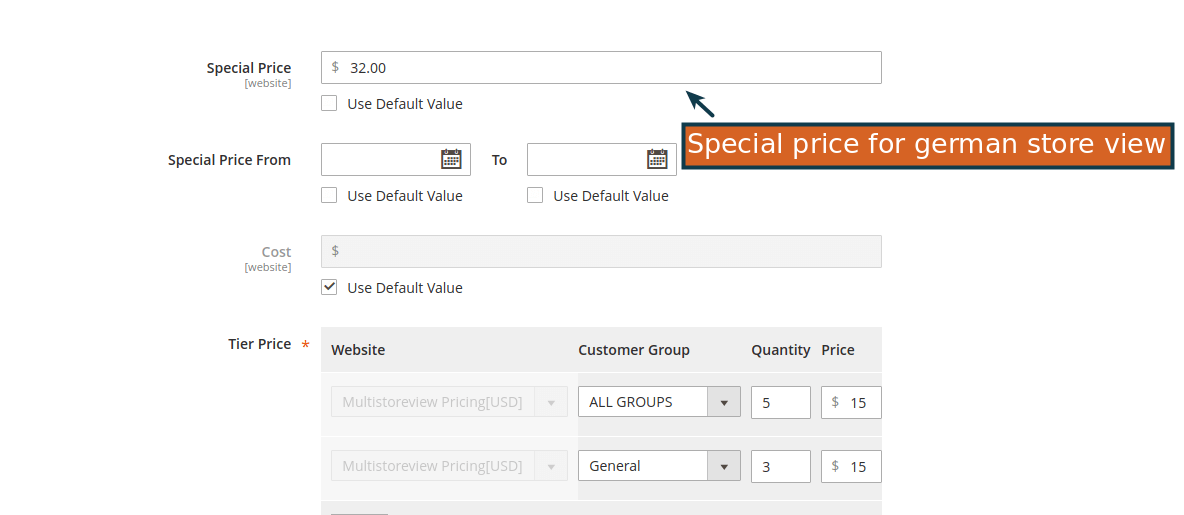 Special Price
[website]
$ 32.00
Use Default Value
Special price for german store view
Special Price From
To
Use Default Value
Use Default Value
Cost
[website]
$
Use Default Value
Tier Price *
Website Customer Group Quantity Price
Multistoreview Pricing[USD] ALL GROUPS 5 $ 15
Multistoreview Pricing[USD] General 3 $ 15